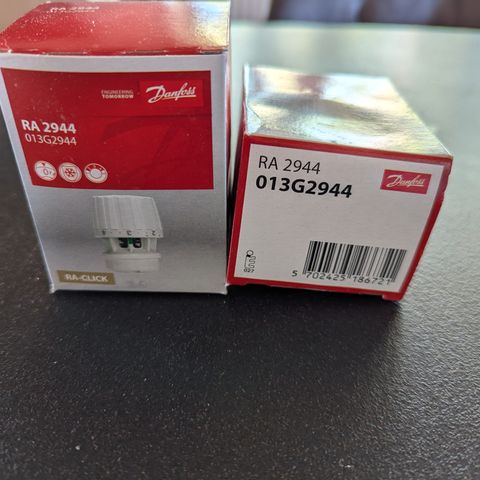 RA 2944
ENGINEERING
TOMORROW
Danfoss
RA 2944
013G2944
RA-CLICK
RA 2944
013G2944
Danfoss
5 702425 186721